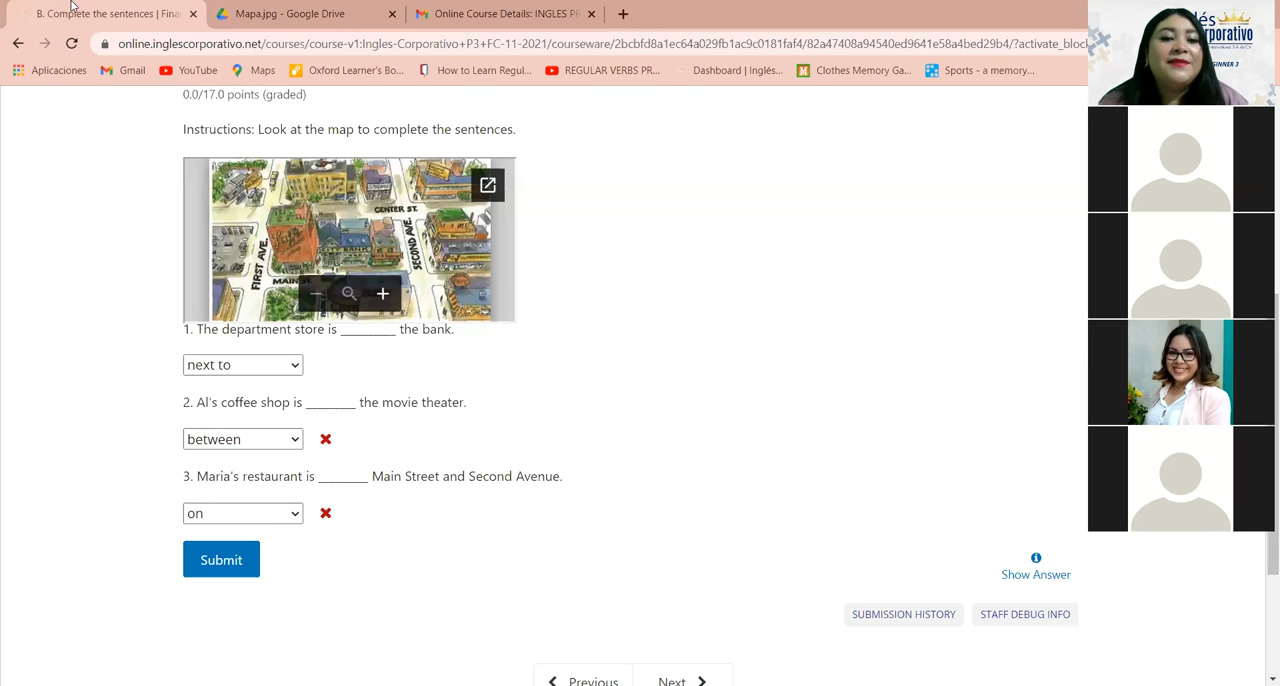 B. Complete the sentences | Fina
Mapa.jpg - Google Drive
Online Course Details: INGLES PR
online.inglescorporativo.net/courses/course-v1:Ingles-Corporativo+P3+FC-11-2021/courseware/2bcbfd8a1ec64a029fb1ac9c0181faf4/82a47408a94540ed9641e58a4bed29b4/?activate_bloc
Aplicaciones
Gmail
YouTube
Maps
Oxford Learner's Bo...
How to Learn Regul...
REGULAR VERBS PR...
Dashboard | Inglés...
Clothes Memory Ga...
Sports - a memory...
0.0/17.0 points (graded)
Instructions: Look at the map to complete the sentences.
CENTER ST.
FIRST AVE.
SECOND AVE.
MAIN ST.
1. The department store is ________ the bank.
next to
2. Al's coffee shop is _______ the movie theater.
between
3. Maria's restaurant is _______ Main Street and Second Avenue.
on
Submit
Show Answer
SUBMISSION HISTORY
STAFF DEBUG INFO
Previous
Next